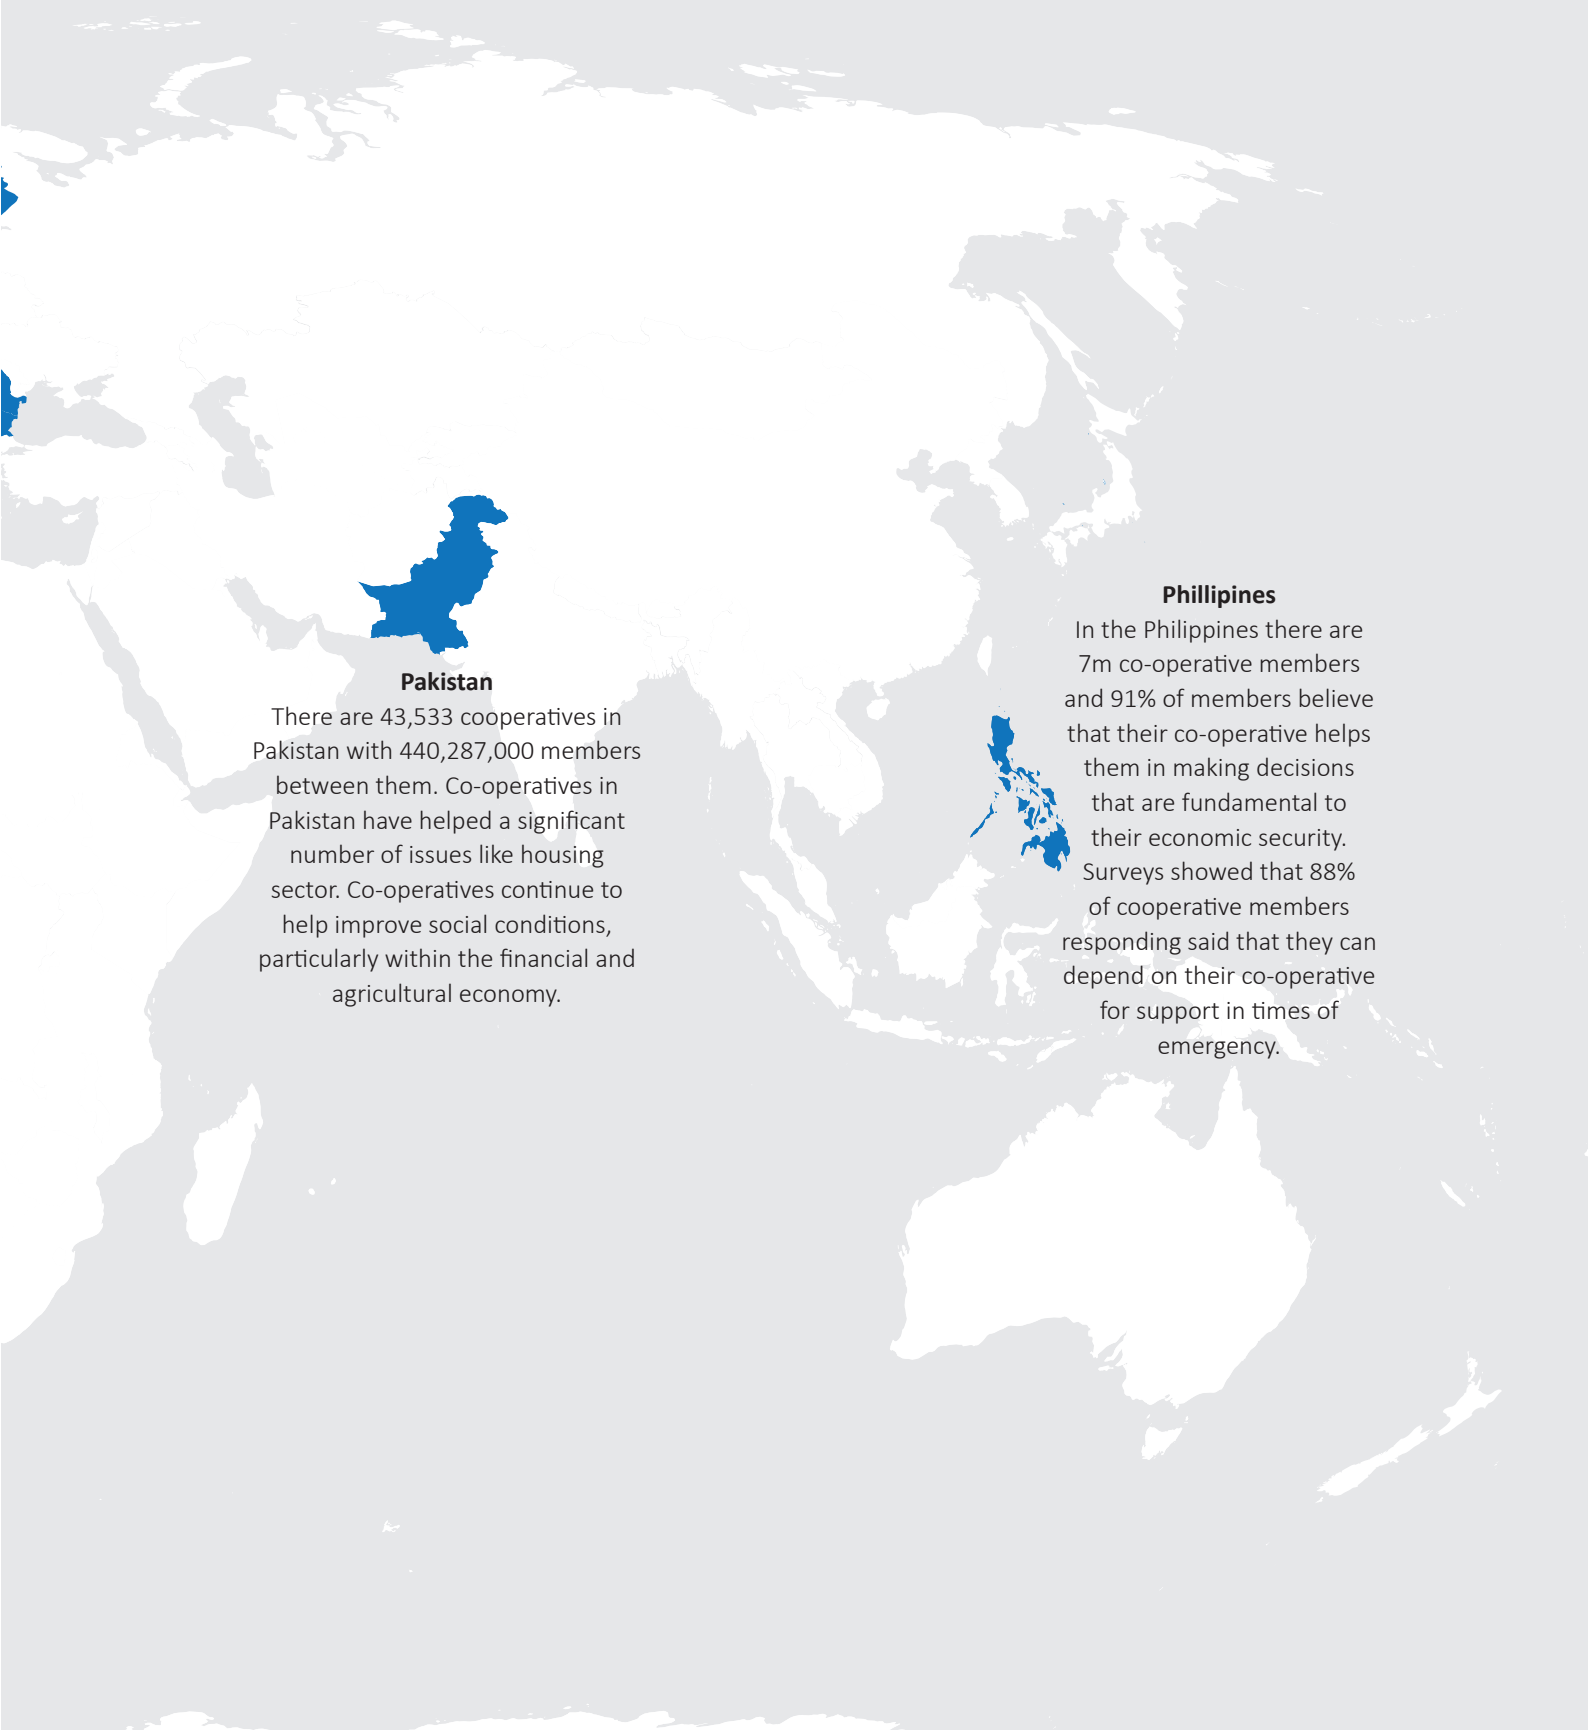 Pakistan
There are 43,533 cooperatives in
Pakistan with 440,287,000 members
between them. Co-operatives in
Pakistan have helped a significant
number of issues like housing
sector. Co-operatives continue to
help improve social conditions,
particularly within the financial and
agricultural economy.
Phillipines
In the Philippines there are
7m co-operative members
and 91% of members believe
that their co-operative helps
them in making decisions
that are fundamental to
their economic security.
Surveys showed that 88%
of cooperative members
responding said that they can
depend on their co-operative
for support in times of
emergency.